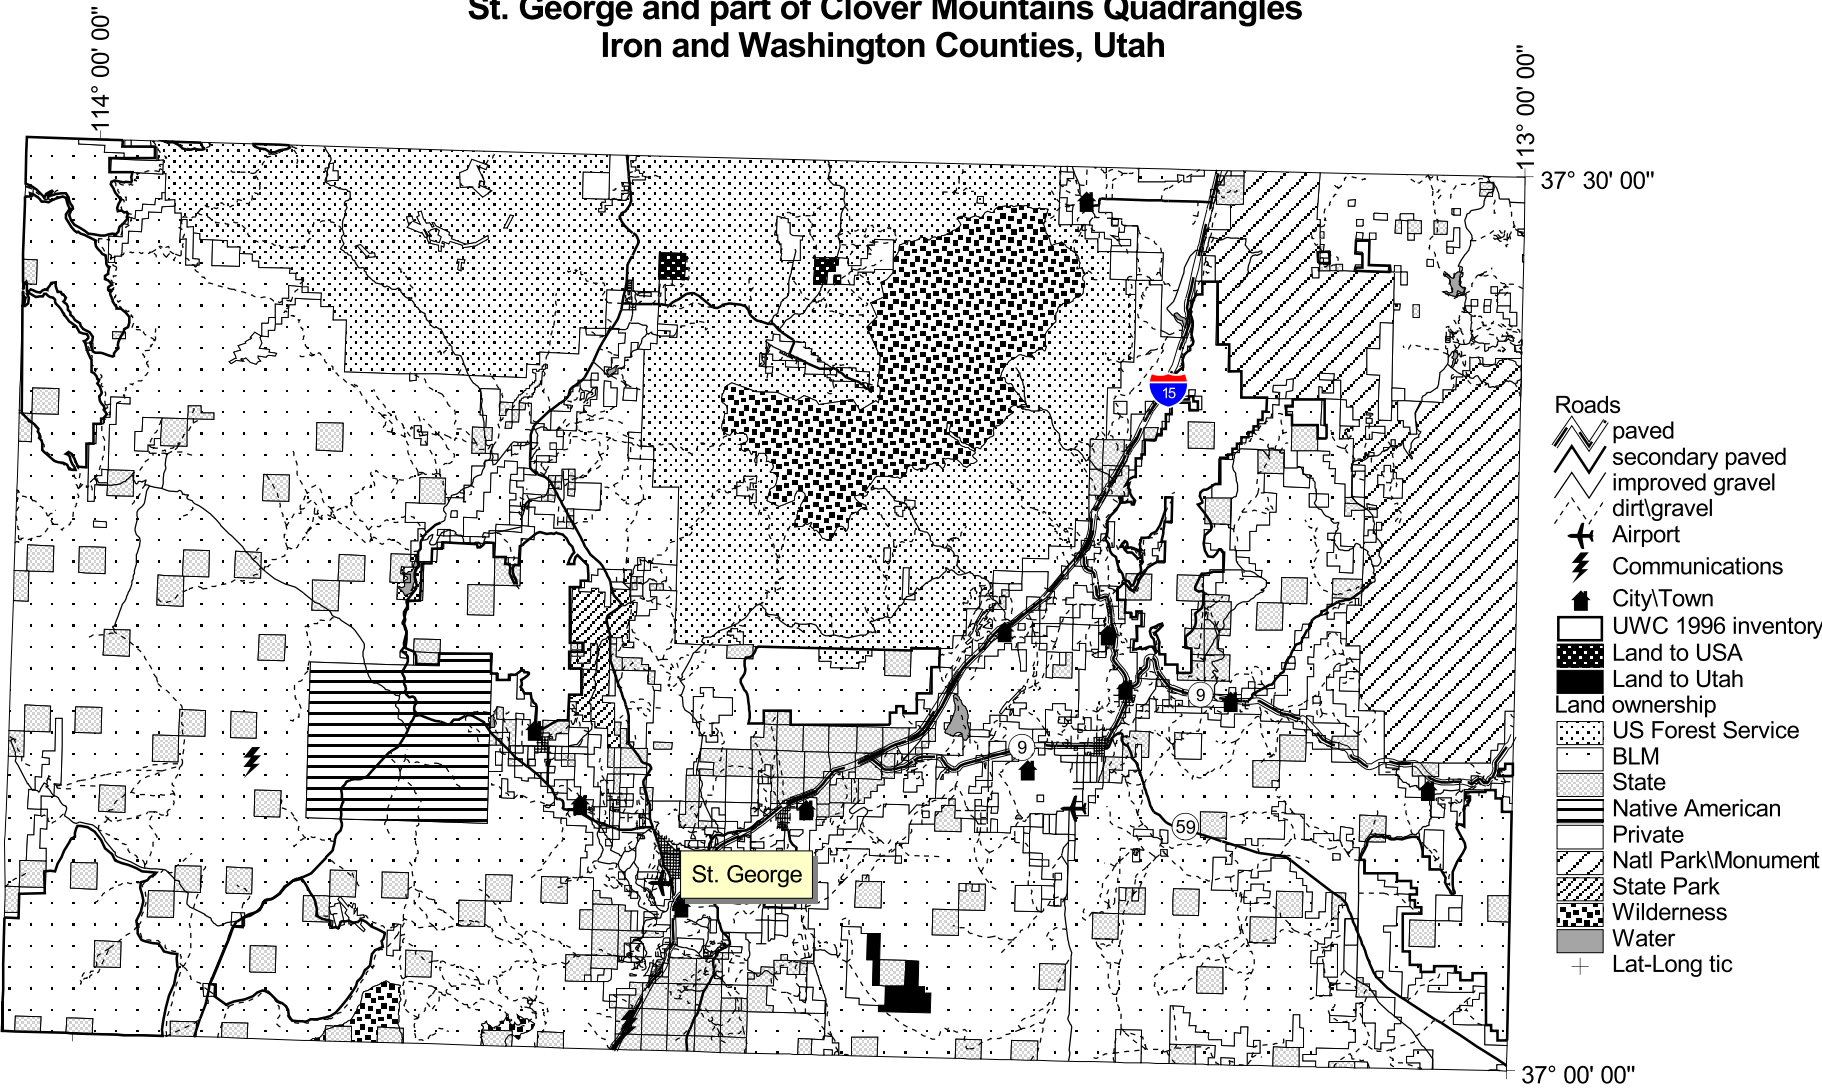 St. George and part of Clover Mountains Quadrangles
Iron and Washington Counties, Utah
114° 00' 00"
113° 00' 00"
37° 30' 00"
15
9
9
59
St. George
Roads
paved
secondary paved
improved gravel
dirt\gravel
Airport
Communications
City\Town
UWC 1996 inventory
Land to USA
Land to Utah
Land ownership
US Forest Service
BLM
State
Native American
Private
Natl Park\Monument
State Park
Wilderness
Water
Lat-Long tic
37° 00' 00"